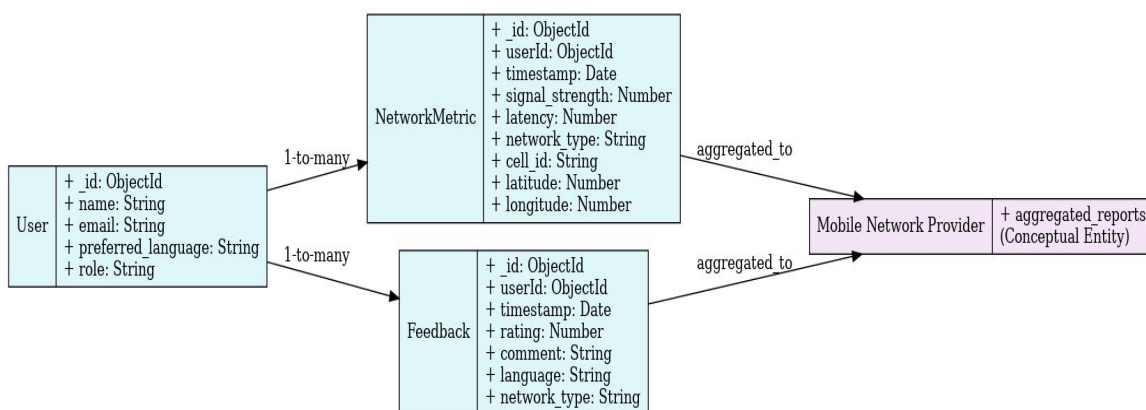 User
+ _id: ObjectId
+ name: String
+ email: String
+ preferred_language: String
+ role: String
1-to-many
1-to-many
NetworkMetric
+ _id: ObjectId
+ userId: ObjectId
+ timestamp: Date
+ signal_strength: Number
+ latency: Number
+ network_type: String
+ cell_id: String
+ latitude: Number
+ longitude: Number
Feedback
+ _id: ObjectId
+ userId: ObjectId
+ timestamp: Date
+ rating: Number
+ comment: String
+ language: String
+ network_type: String
aggregated_to
aggregated_to
Mobile Network Provider
+ aggregated_reports
(Conceptual Entity)